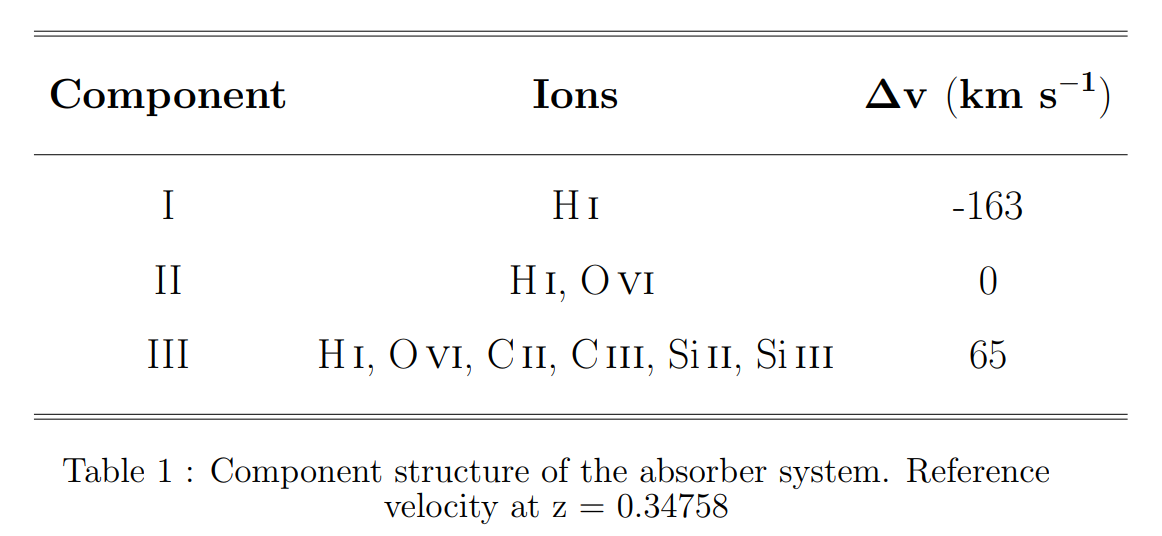 Component Ions Δv (km s⁻¹)
I H I -163
II H I, O VI 0
III H I, O VI, C II, C III, Si II, Si III 65
Table 1 : Component structure of the absorber system. Reference
velocity at z = 0.34758